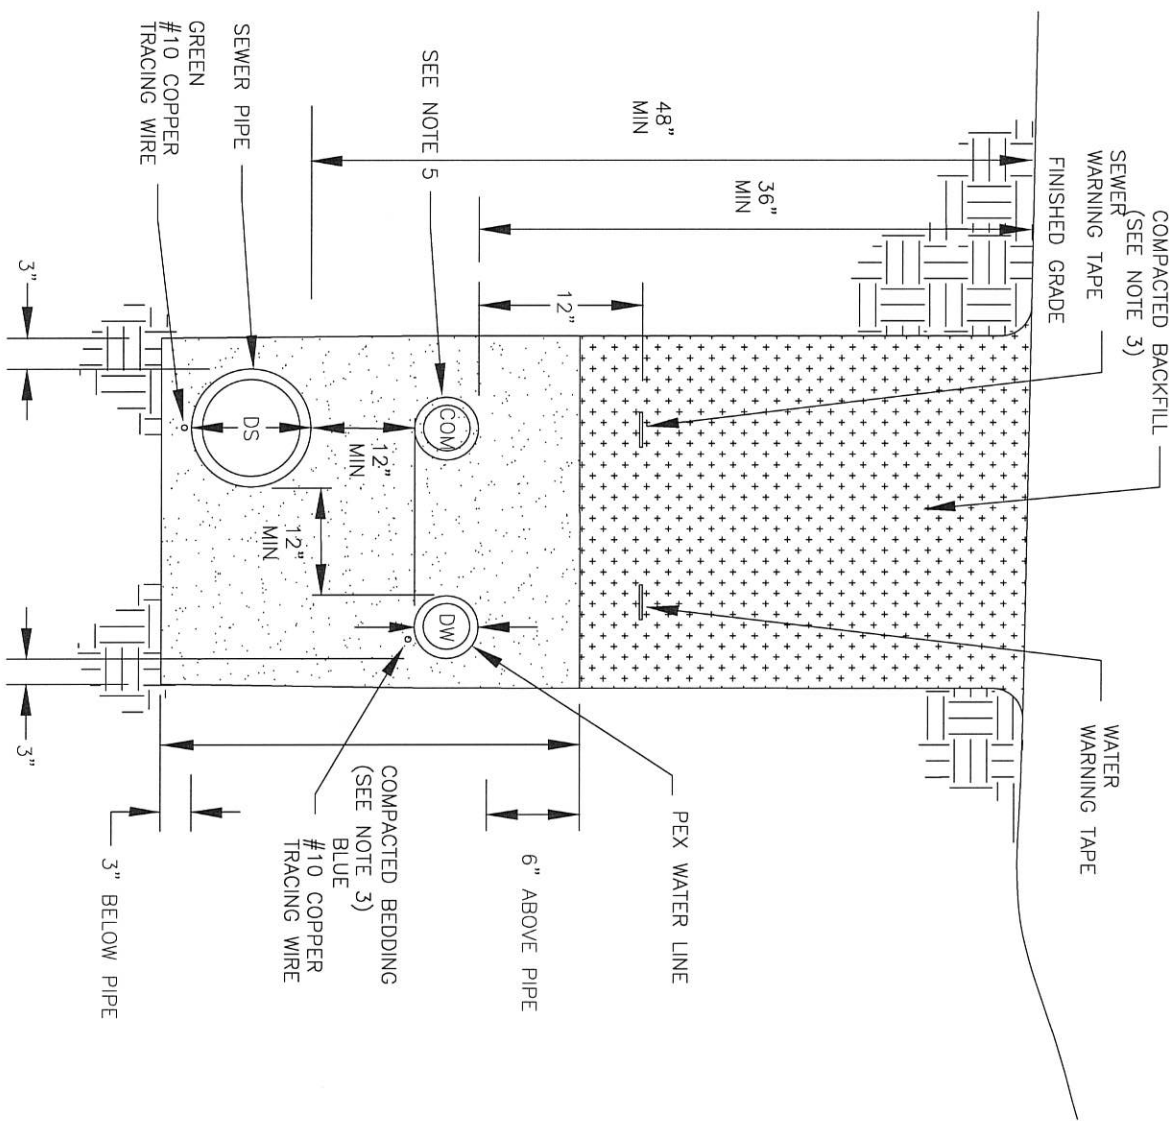 COMPACTED BACKFILL
(SEE NOTE 3)
SEWER
WARNING TAPE
FINISHED GRADE
WATER
WARNING TAPE
48"
MIN
36"
MIN
12"
SEE NOTE 5
SEWER PIPE
GREEN
#10 COPPER
TRACING WIRE
COM
DW
DS
12"
MIN
12"
MIN
PEX WATER LINE
6" ABOVE PIPE
COMPACTED BEDDING
(SEE NOTE 3)
BLUE
#10 COPPER
TRACING WIRE
3" BELOW PIPE
3"
3"